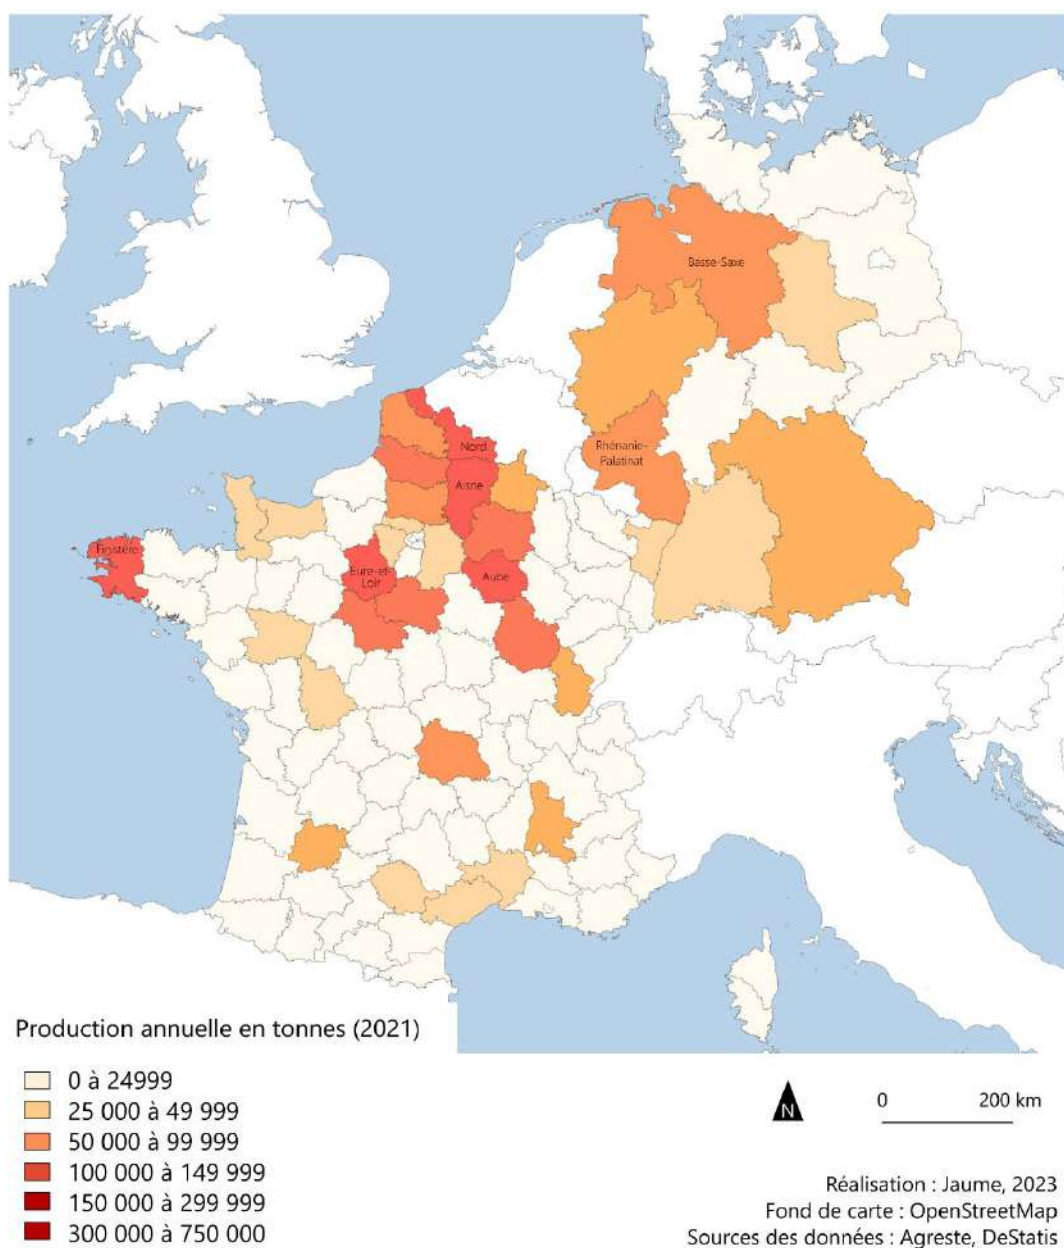 Basse-Saxe
Rhénanie-
Palatinat
Nord
Aisne
Finistère
Eure-et-
Loir
Aube
Production annuelle en tonnes (2021)
0 à 24999
25 000 à 49 999
50 000 à 99 999
100 000 à 149 999
150 000 à 299 999
300 000 à 750 000
N
0 200 km
Réalisation : Jaume, 2023
Fond de carte : OpenStreetMap
Sources des données : Agreste, DeStatis